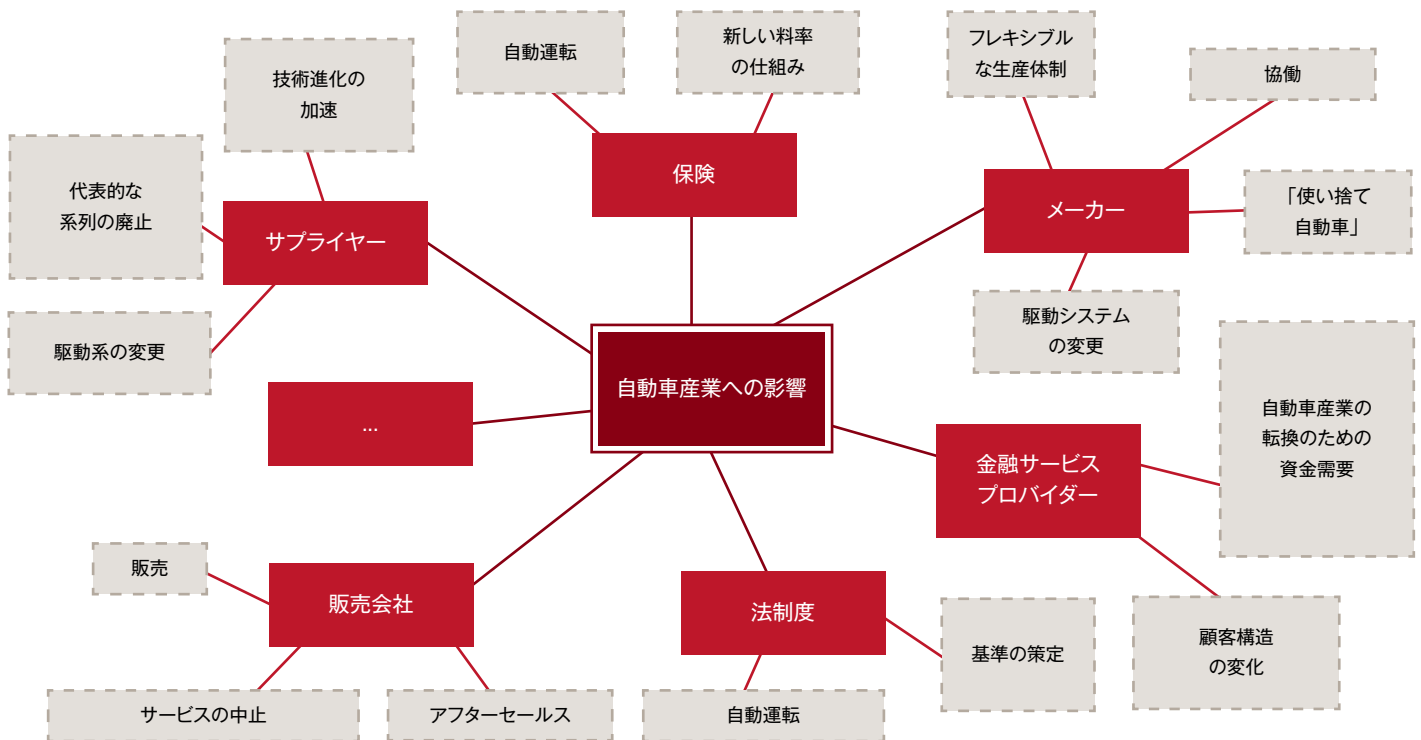 自動運転
新しい料率
の仕組み
フレキシブル
な生産体制
協働
技術進化の
加速
保険
メーカー
「使い捨て
自動車」
代表的な
系列の廃止
サプライヤー
駆動系の変更
駆動システム
の変更
自動車産業への影響
...
金融サービス
プロバイダー
自動車産業の
転換のための
資金需要
販売
販売会社
法制度
基準の策定
顧客構造
の変化
サービスの中止
アフターセールス
自動運転